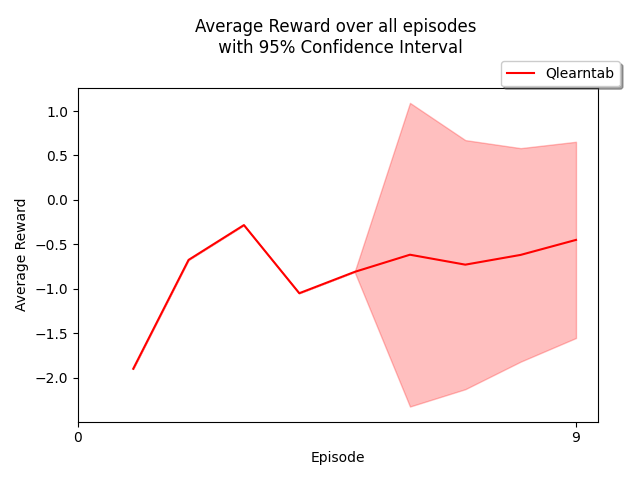 Average Reward over all episodes
with 95% Confidence Interval
Qlearntab
1.0
0.5
0.0
−0.5
−1.0
−1.5
−2.0
Average Reward
0
9
Episode